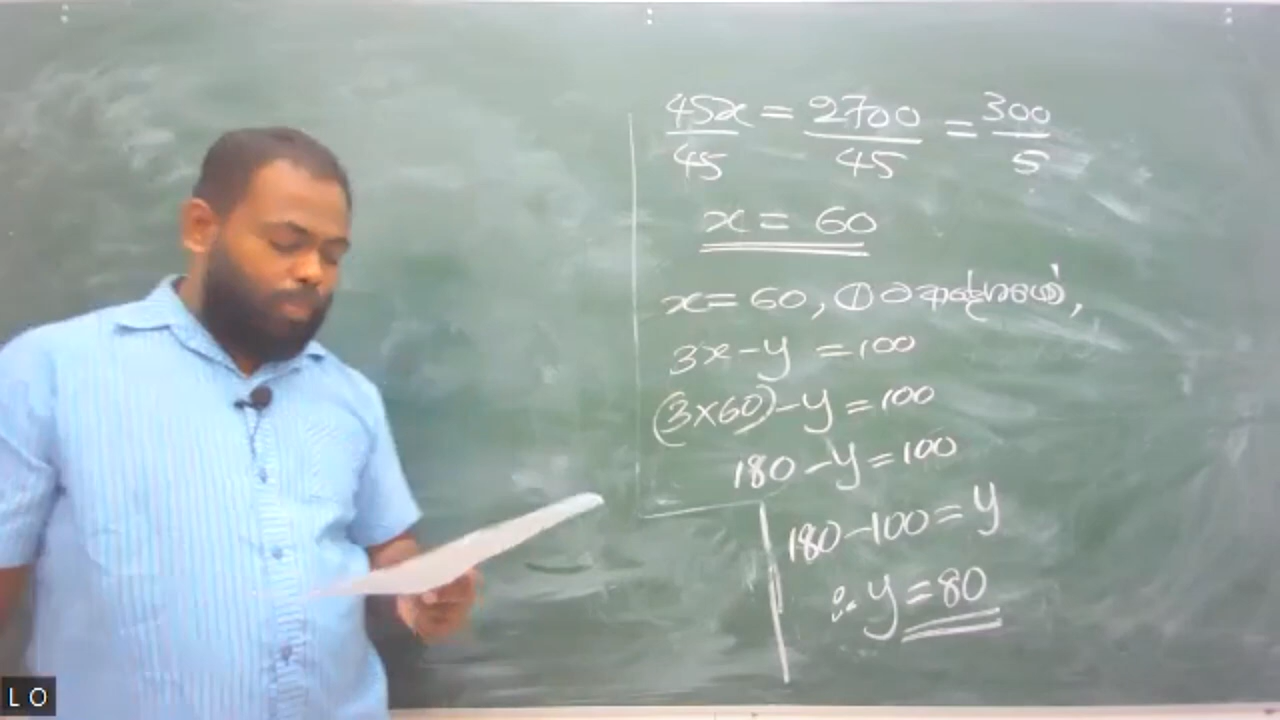 45x = 2700 = 300
45 45 5
x = 60
x = 60, ① ට ආදේශයෙන්,
3x - y = 100
(3x60) - y = 100
180 - y = 100
180 - 100 = y
∴ y = 80
L O